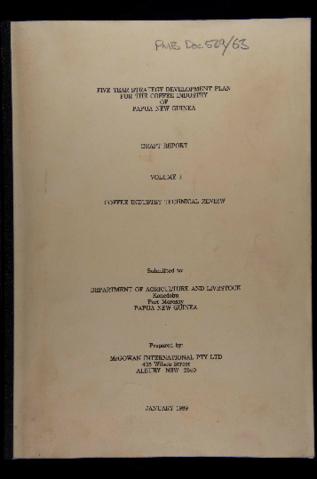 PMB Doc 529/63
FIVE YEAR STRATEGY DEVELOPMENT PLAN
FOR THE COFFEE INDUSTRY
OF
PAPUA NEW GUINEA
DRAFT REPORT
VOLUME
COFFEE INDUSTRY TECHNICAL REVIEW
Submitted to
DEPARTMENT OF AGRICULTURE AND LIVESTOCK
Konedobu
Port Moresby
PAPUA NEW GUINEA
Prepared by:
McGOWAN INTERNATIONAL PTY LTD
Street
ALBURY NSW 2640
JANUARY 1989